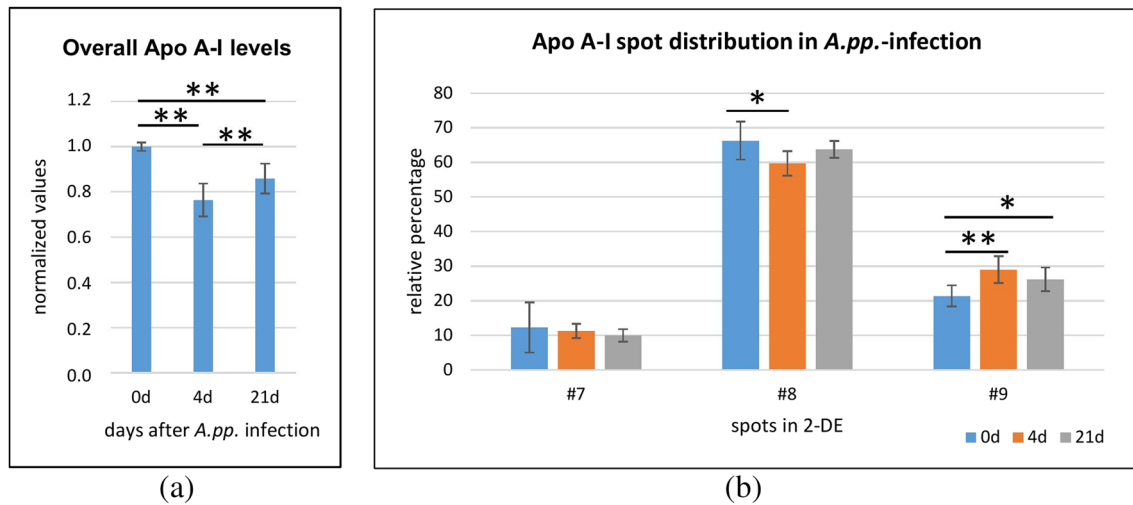 Overall Apo A-I levels
1.2
1.0
0.8
0.6
0.4
0.2
0.0
normalized values
**
**
**
0d 4d 21d
days after A.pp. infection
(a)
Apo A-I spot distribution in A.pp.-infection
80
70
60
50
40
30
20
10
0
relative percentage
*
*
**
#7 #8 #9
spots in 2-DE
0d 4d 21d
(b)